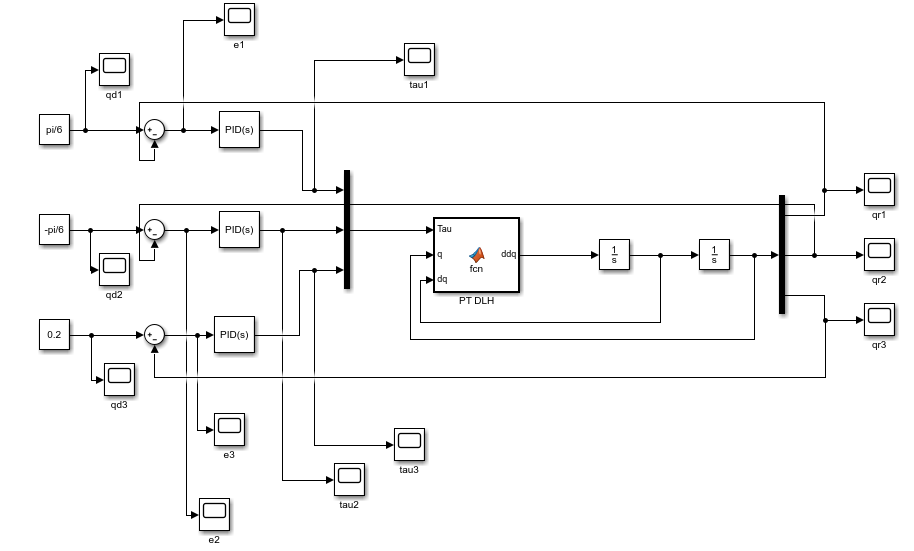 e1
tau1
qd1
pi/6
+
-
PID(s)
qr1
-pi/6
+
-
PID(s)
Tau
q
dq
fcn
ddq
PT DLH
1
s
1
s
qd2
qr2
0.2
+
-
PID(s)
qr3
qd3
e3
tau3
tau2
e2